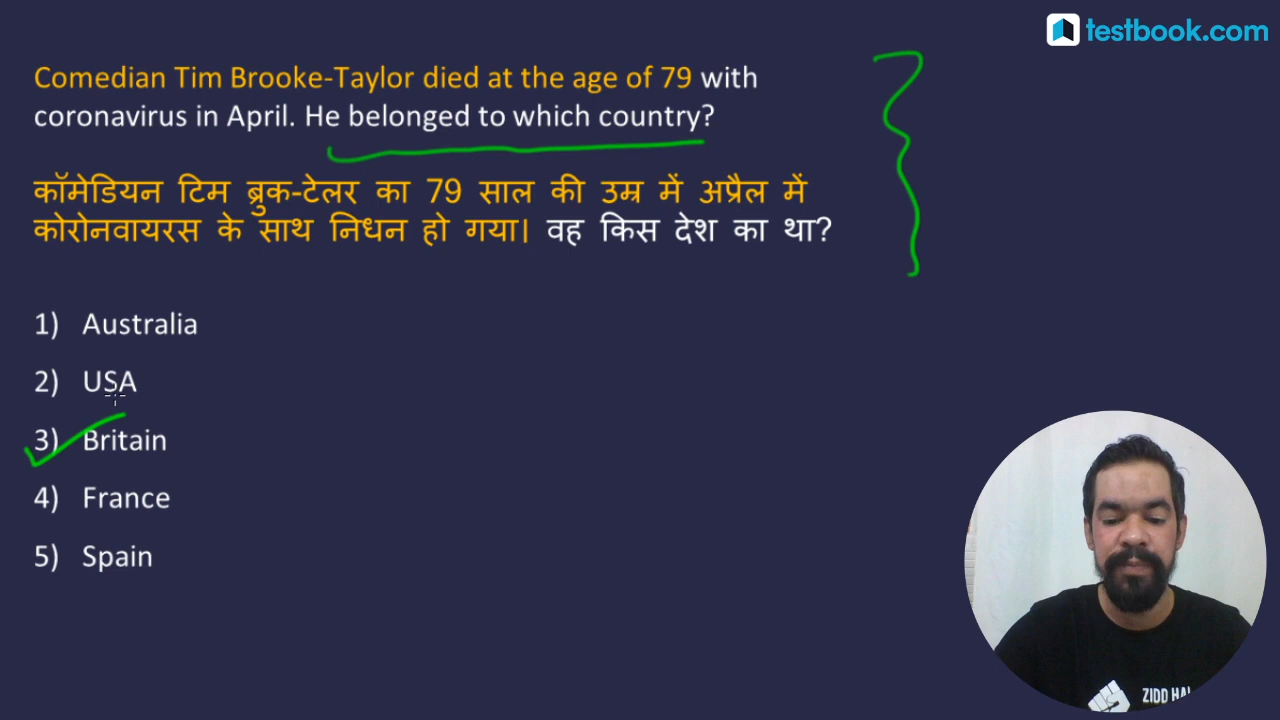 testbook.com
Comedian Tim Brooke-Taylor died at the age of 79 with
coronavirus in April. He belonged to which country?
कॉमेडियन टिम ब्रुक-टेलर का 79 साल की उम्र में अप्रैल में
कोरोनवायरस के साथ निधन हो गया। वह किस देश का था?
1) Australia
2) USA
3) Britain
4) France
5) Spain
ZIDD